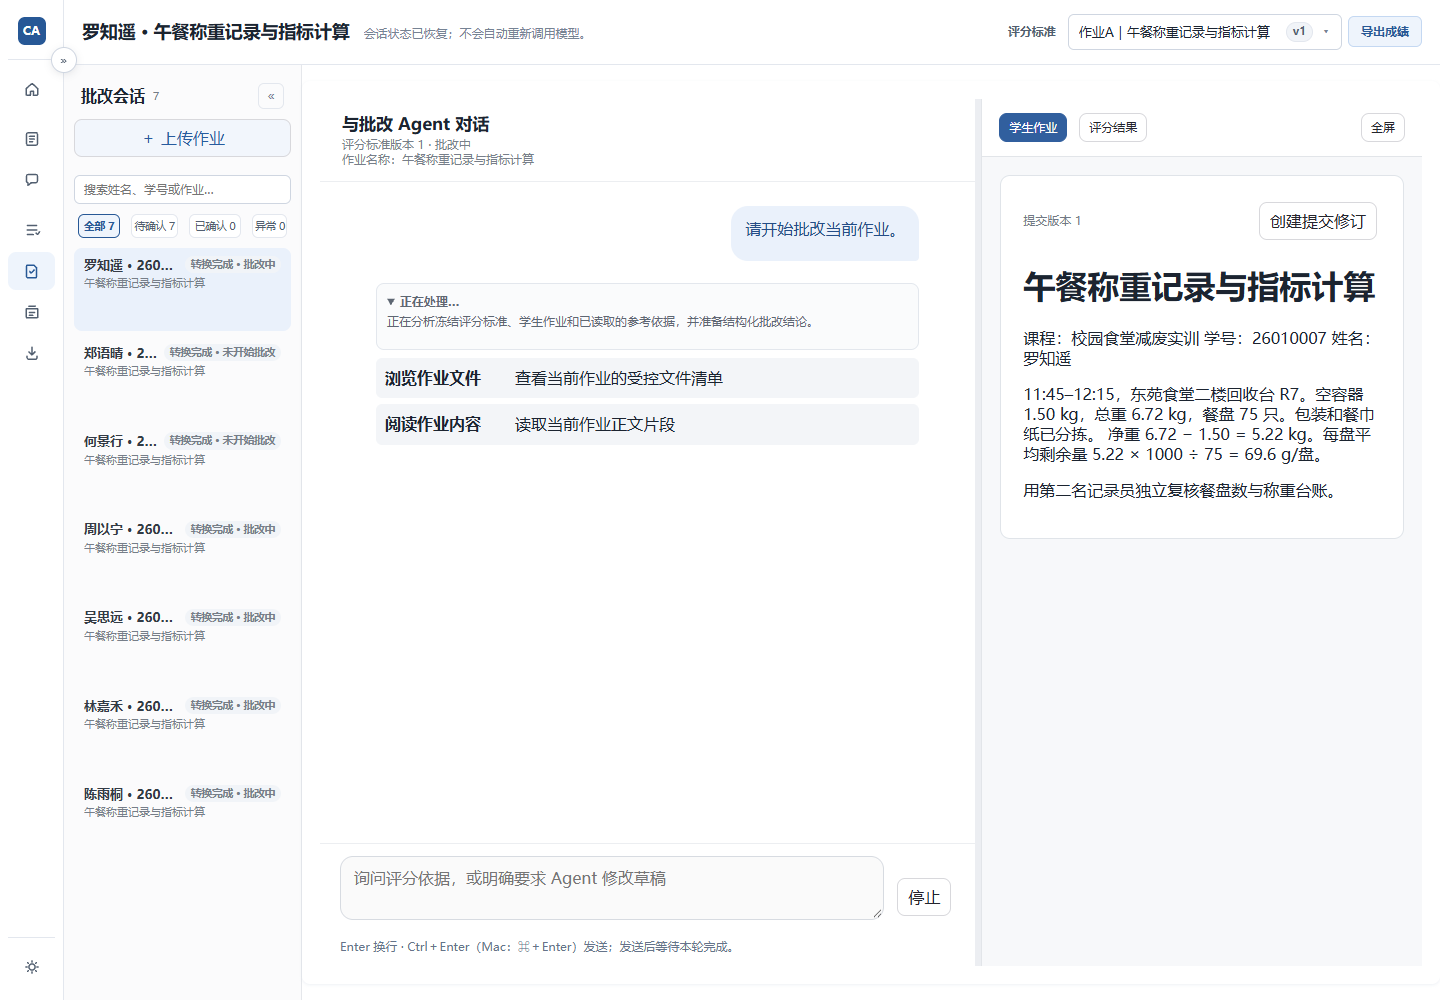 CA
罗知遥 • 午餐称重记录与指标计算
会话状态已恢复；不会自动重新调用模型。
评分标准
作业A | 午餐称重记录与指标计算 v1
导出成绩
»
批改会话 7
«
+ 上传作业
搜索姓名、学号或作业...
全部 7
待确认 7
已确认 0
异常 0
罗知遥 • 260... 转换完成 • 批改中
午餐称重记录与指标计算
郑语晴 • 2... 转换完成 • 未开始批改
午餐称重记录与指标计算
何景行 • 2... 转换完成 • 未开始批改
午餐称重记录与指标计算
周以宁 • 260... 转换完成 • 批改中
午餐称重记录与指标计算
吴思远 • 260... 转换完成 • 批改中
午餐称重记录与指标计算
林嘉禾 • 260... 转换完成 • 批改中
午餐称重记录与指标计算
陈雨桐 • 260... 转换完成 • 批改中
午餐称重记录与指标计算
与批改 Agent 对话
评分标准版本 1 · 批改中
作业名称：午餐称重记录与指标计算
请开始批改当前作业。
▼ 正在处理...
正在分析冻结评分标准、学生作业和已读取的参考依据，并准备结构化批改结论。
浏览作业文件 查看当前作业的受控文件清单
阅读作业内容 读取当前作业正文片段
询问评分依据，或明确要求 Agent 修改草稿
停止
Enter 换行 · Ctrl + Enter（Mac：⌘ + Enter）发送；发送后等待本轮完成。
学生作业
评分结果
全屏
提交版本 1
创建提交修订
午餐称重记录与指标计算
课程：校园食堂减废实训 学号：26010007 姓名：
罗知遥
11:45–12:15，东苑食堂二楼回收台 R7。空容器
1.50 kg，总重 6.72 kg，餐盘 75 只。包装和餐巾
纸已分拣。 净重 6.72 − 1.50 = 5.22 kg。每盘平
均剩余量 5.22 × 1000 ÷ 75 = 69.6 g/盘。
用第二名记录员独立复核餐盘数与称重台账。